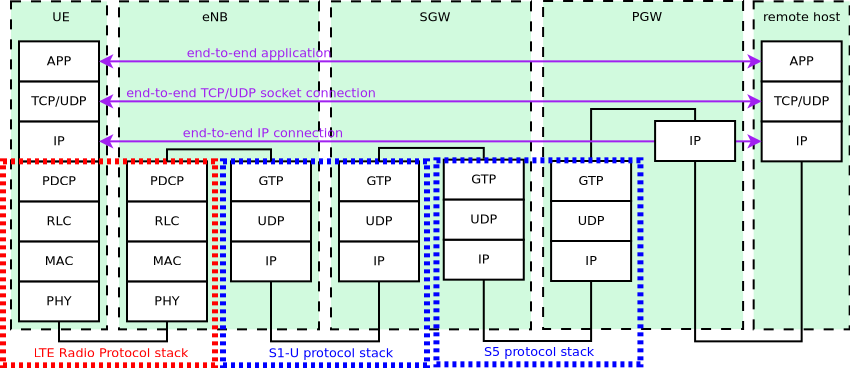 UE eNB SGW PGW remote host
end-to-end application
APP APP
end-to-end TCP/UDP socket connection
TCP/UDP TCP/UDP
end-to-end IP connection
IP IP IP
PDCP PDCP GTP GTP GTP GTP
RLC RLC UDP UDP UDP UDP
MAC MAC IP IP IP IP
PHY PHY
LTE Radio Protocol stack S1-U protocol stack S5 protocol stack